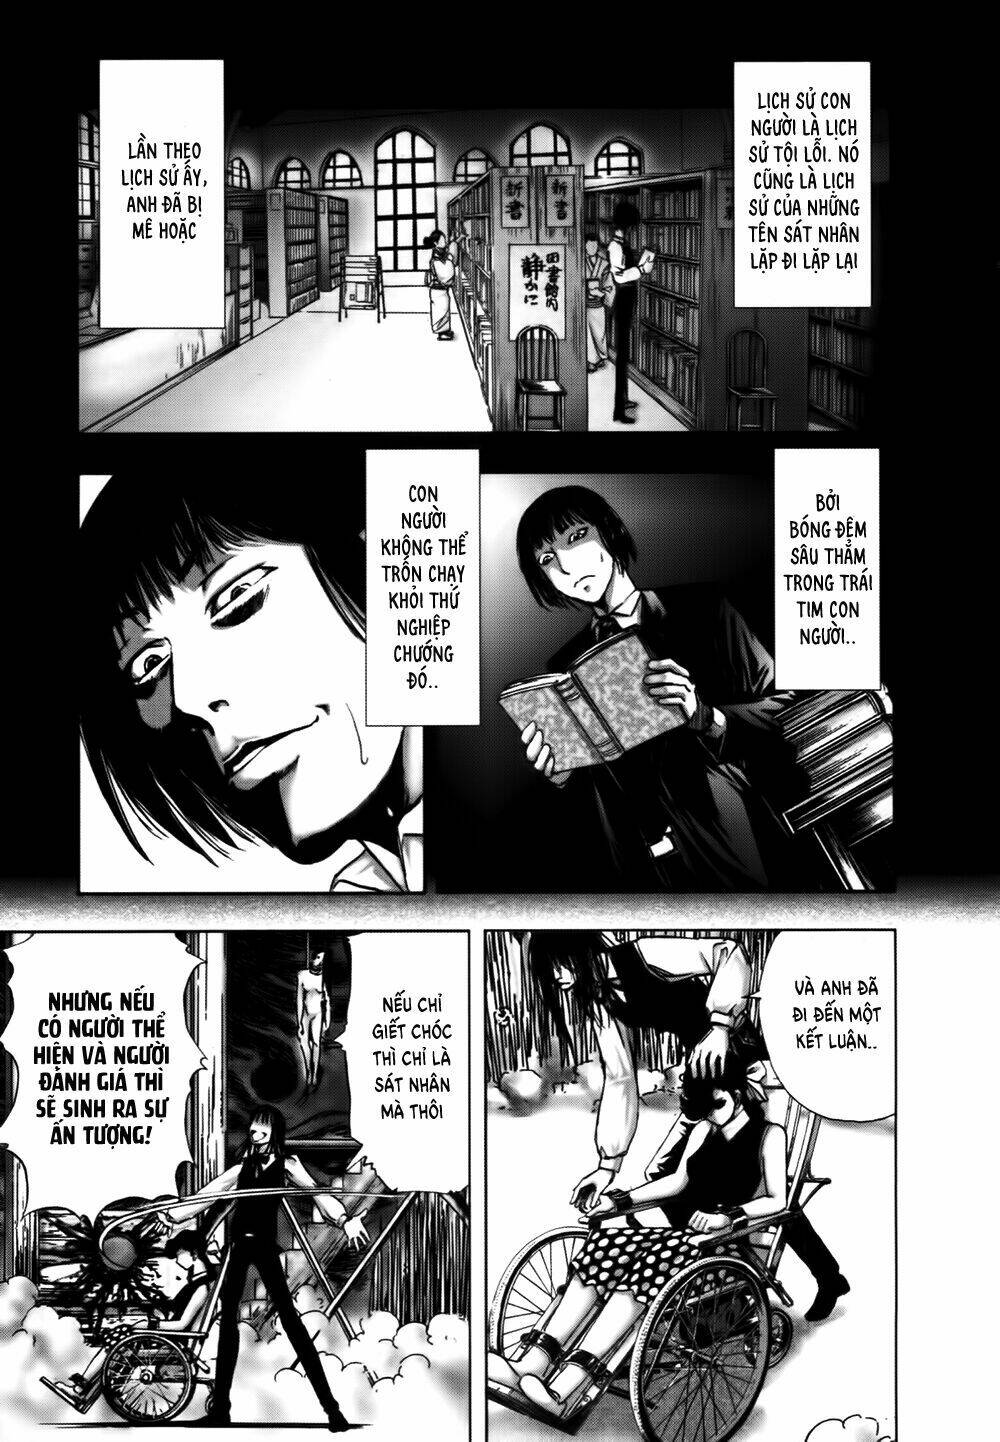 LỊCH SỬ CON
NGƯỜI LÀ LỊCH
SỬ TỘI LỖI. NÓ
CŨNG LÀ LỊCH
SỬ CỦA NHỮNG
TÊN SÁT NHÂN
LẶP ĐI LẶP LẠI
LẦN THEO
LỊCH SỬ ẤY,
ANH ĐÃ BỊ
MÊ HOẶC
新書
新書
図書館内
静かに
BỞI
BÓNG ĐÊM
SÂU THẲM
TRONG TRÁI
TIM CON
NGƯỜI..
CON
NGƯỜI
KHÔNG THỂ
TRỐN CHẠY
KHỎI THỨ
NGHIỆP
CHƯỚNG
ĐÓ..
VÀ ANH ĐÃ
ĐI ĐẾN MỘT
KẾT LUẬN..
NẾU CHỈ
GIẾT CHÓC
THÌ CHỈ LÀ
SÁT NHÂN
MÀ THÔI
NHƯNG NẾU
CÓ NGƯỜI THỂ
HIỆN VÀ NGƯỜI
ĐÁNH GIÁ THÌ
SẼ SINH RA SỰ
ẤN TƯỢNG!